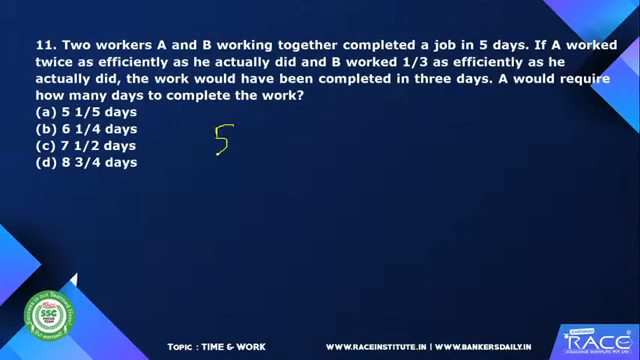 11. Two workers A and B working together completed a job in 5 days. If A worked
twice as efficiently as he actually did and B worked 1/3 as efficiently as he
actually did, the work would have been completed in three days. A would require
how many days to complete the work?
(a) 5 1/5 days
(b) 6 1/4 days
(c) 7 1/2 days
(d) 8 3/4 days
5
RACE
SSC
TOPIC : TIME & WORK
WWW.RACEINSTITUTE.IN | WWW.BANKERSDAILY.IN
CHENNAI
RACE